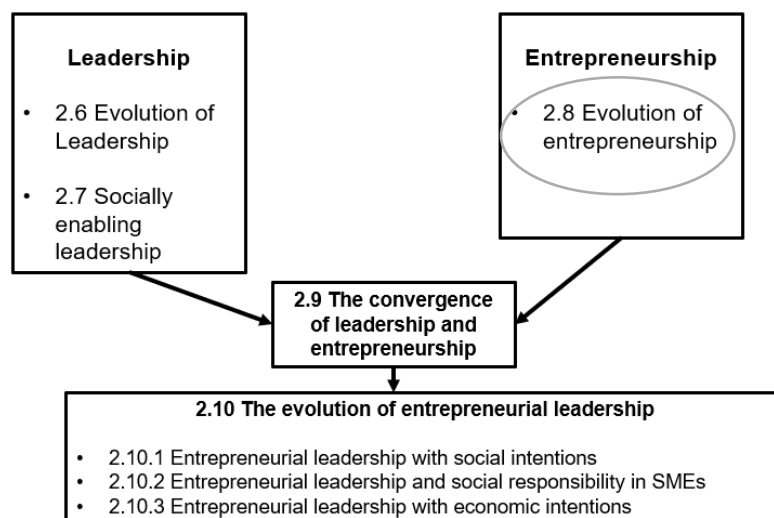 Leadership
• 2.6 Evolution of
Leadership
• 2.7 Socially
enabling
leadership
Entrepreneurship
• 2.8 Evolution of
entrepreneurship
2.9 The convergence
of leadership and
entrepreneurship
2.10 The evolution of entrepreneurial leadership
• 2.10.1 Entrepreneurial leadership with social intentions
• 2.10.2 Entrepreneurial leadership and social responsibility in SMEs
• 2.10.3 Entrepreneurial leadership with economic intentions